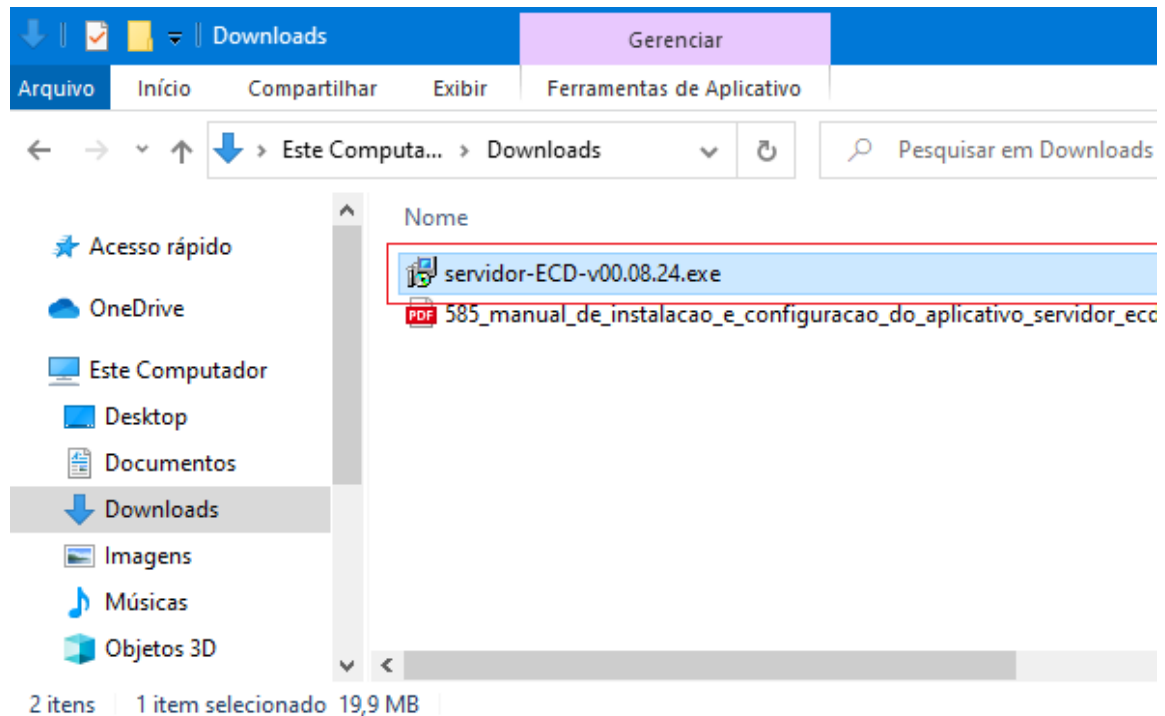 Downloads
Gerenciar
Arquivo Início Compartilhar Exibir Ferramentas de Aplicativo
Este Computa... > Downloads
Pesquisar em Downloads
Nome
Acesso rápido
servidor-ECD-v00.08.24.exe
OneDrive
PDF 585_manual_de_instalacao_e_configuracao_do_aplicativo_servidor_ecd
Este Computador
Desktop
Documentos
Downloads
Imagens
Músicas
Objetos 3D
2 itens 1 item selecionado 19,9 MB